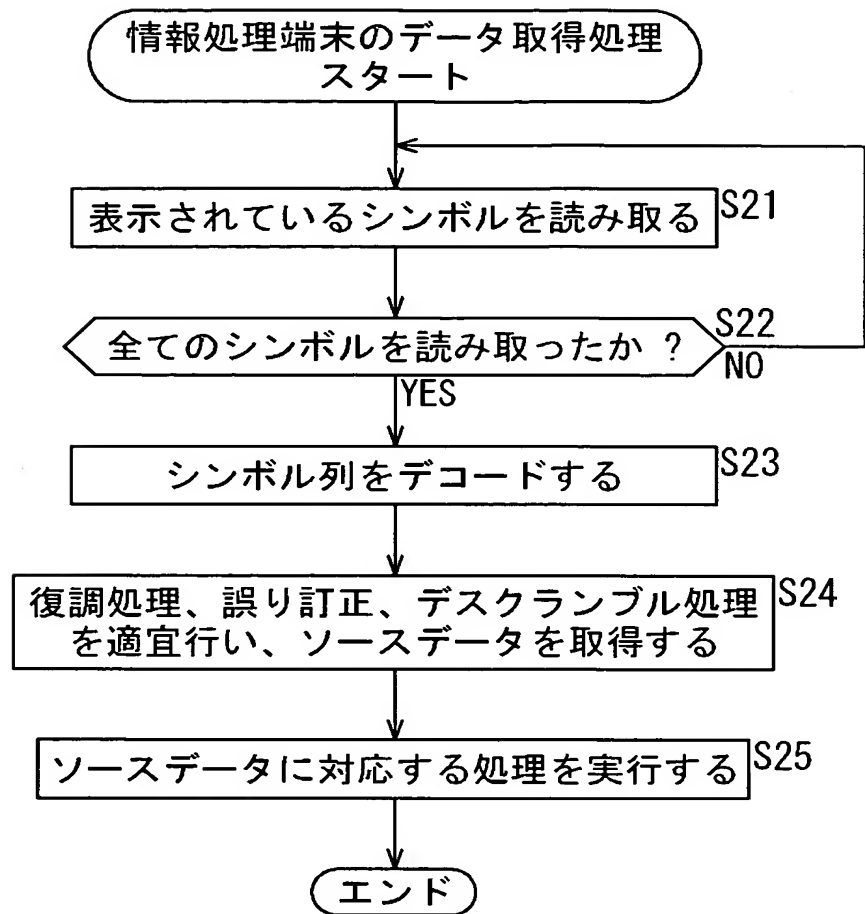 情報処理端末のデータ取得処理
スタート
表示されているシンボルを読み取る
S21
全てのシンボルを読み取ったか ?
S22
NO
YES
シンボル列をデコードする
S23
復調処理、誤り訂正、デスクランブル処理
を適宜行い、ソースデータを取得する
S24
ソースデータに対応する処理を実行する
S25
エンド